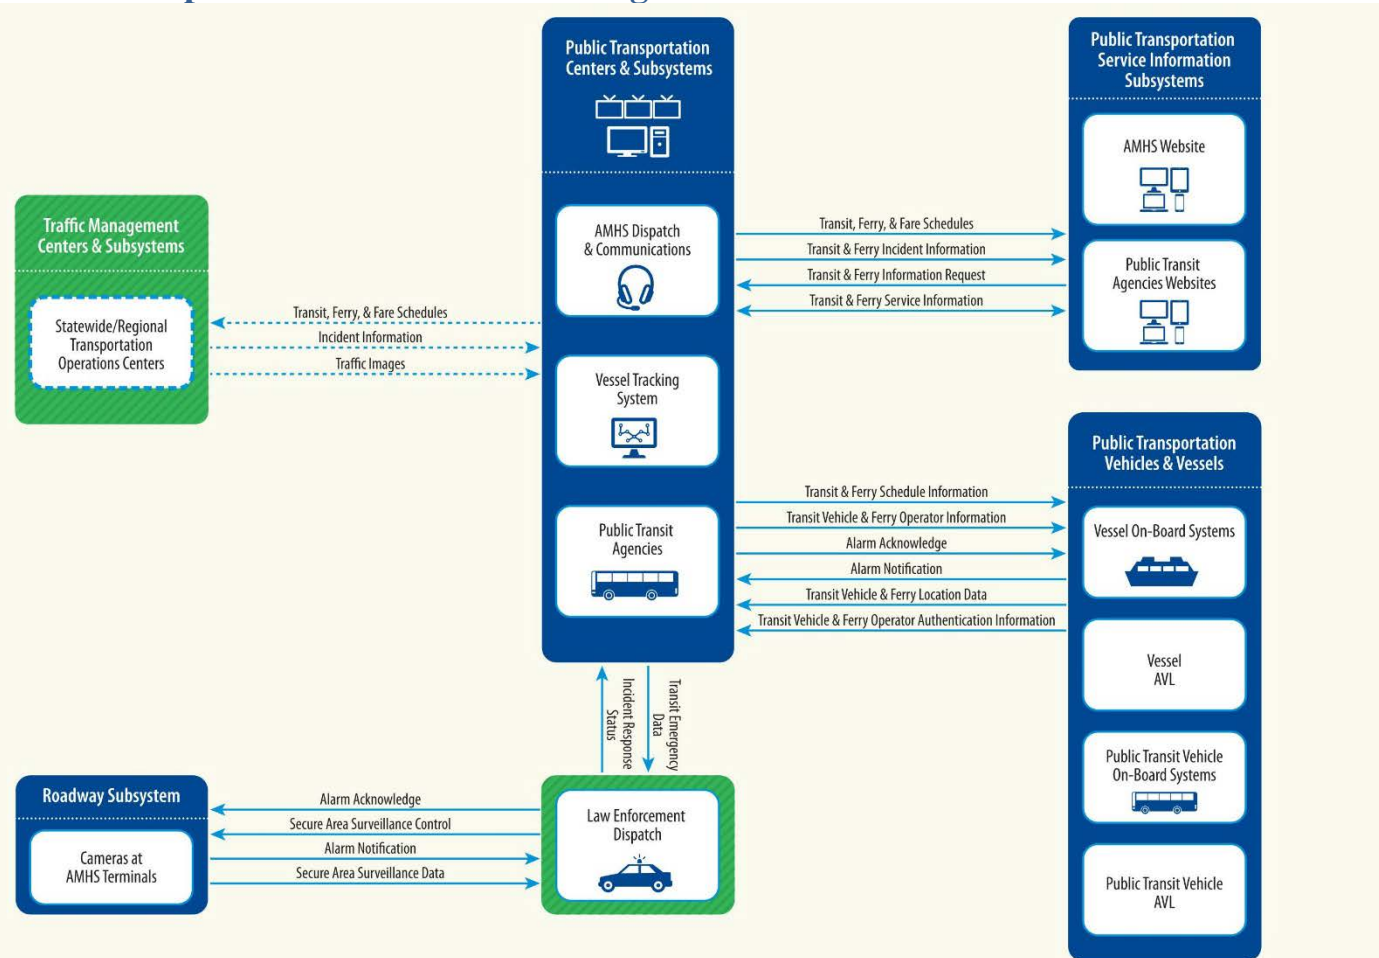 Public Transportation
Centers & Subsystems
AMHS Dispatch
& Communications
Vessel Tracking
System
Public Transit
Agencies
Public Transportation
Service Information
Subsystems
AMHS Website
Public Transit
Agencies Websites
Traffic Management
Centers & Subsystems
Statewide/Regional
Transportation
Operations Centers
Transit, Ferry, & Fare Schedules
Incident Information
Traffic Images
Transit, Ferry, & Fare Schedules
Transit & Ferry Incident Information
Transit & Ferry Information Request
Transit & Ferry Service Information
Public Transportation
Vehicles & Vessels
Vessel On-Board Systems
Vessel
AVL
Public Transit Vehicle
On-Board Systems
Public Transit Vehicle
AVL
Transit & Ferry Schedule Information
Transit Vehicle & Ferry Operator Information
Alarm Acknowledge
Alarm Notification
Transit Vehicle & Ferry Location Data
Transit Vehicle & Ferry Operator Authentication Information
Incident Response
Status
Transit Emergency
Data
Roadway Subsystem
Cameras at
AMHS Terminals
Alarm Acknowledge
Secure Area Surveillance Control
Alarm Notification
Secure Area Surveillance Data
Law Enforcement
Dispatch